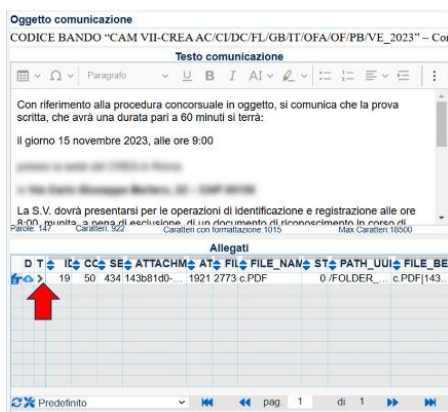 Oggetto comunicazione
CODICE BANDO "CAM VII-CREA AC/CI/DC/FL/GB/IT/OFA/OF/PB/VE_2023" – Co
Testo comunicazione
Paragrafo U B I AI
Con riferimento alla procedura concorsuale in oggetto, si comunica che la prova
scritta, che avrà una durata pari a 60 minuti si terrà:
il giorno 15 novembre 2023, alle ore 9:00
La S.V. dovrà presentarsi per le operazioni di identificazione e registrazione alle ore
8:00, munita, a pena di esclusione, di un documento di riconoscimento in corso di
Parole: 147 Caratteri: 922 Caratteri con formattazione:1015 Max Caratteri:18500
Allegati
D T CC SE ATTACHM AT FIL FILE_NAM ST PATH_UUI FILE_BE
19 50 434 143b81d0-... 1921 2773 c.PDF 0 /FOLDER_... c.PDF|143..
Predefinito pag. 1 di 1